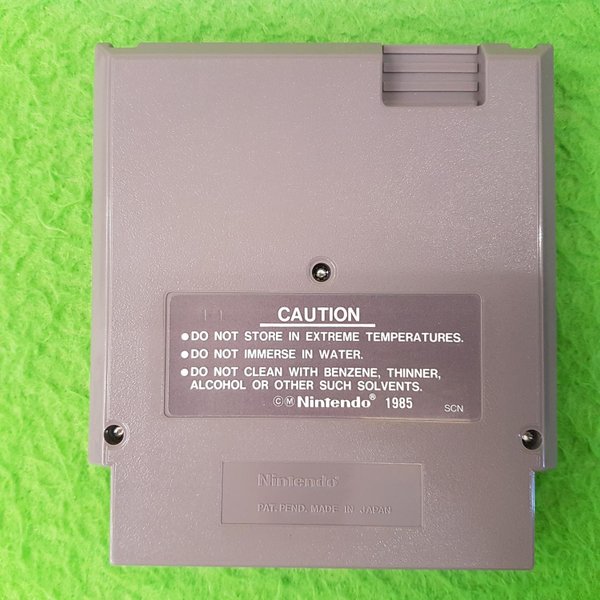 CAUTION
●DO NOT STORE IN EXTREME TEMPERATURES.
●DO NOT IMMERSE IN WATER.
●DO NOT CLEAN WITH BENZENE, THINNER,
ALCOHOL OR OTHER SUCH SOLVENTS.
ⒸⓂ Nintendo® 1985 SCN
Nintendo®
PAT. PEND. MADE IN JAPAN